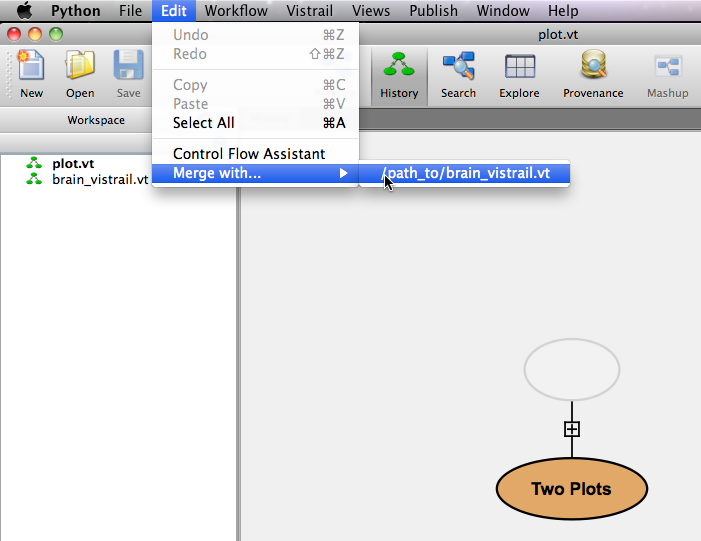 Python File Edit Workflow Vistrail Views Publish Window Help
plot.vt
New Open Save History Search Explore Provenance Mashup
Workspace
Undo ⌘Z
Redo ⇧⌘Z
Copy ⌘C
Paste ⌘V
Select All ⌘A
Control Flow Assistant
Merge with... /path_to/brain_vistrail.vt
plot.vt
brain_vistrail.vt
Two Plots